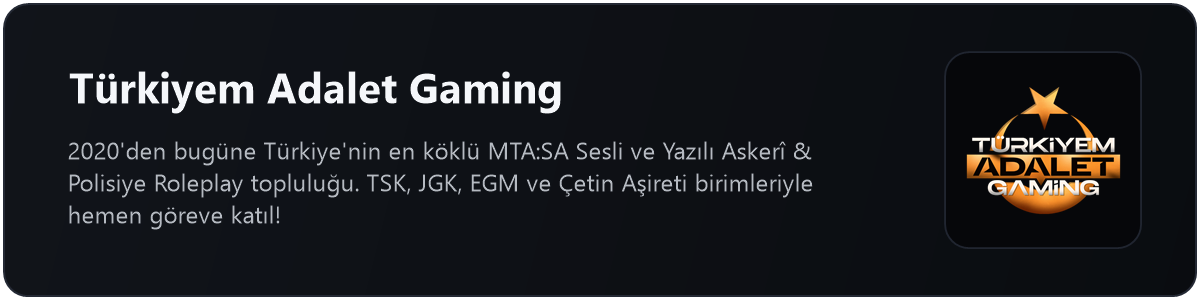 Türkiyem Adalet Gaming
2020'den bugüne Türkiye'nin en köklü MTA:SA Sesli ve Yazılı Askerî &
Polisiye Roleplay topluluğu. TSK, JGK, EGM ve Çetin Aşireti birimleriyle
hemen göreve katıl!
TÜRKiYEM
ADALET
GAMiNG